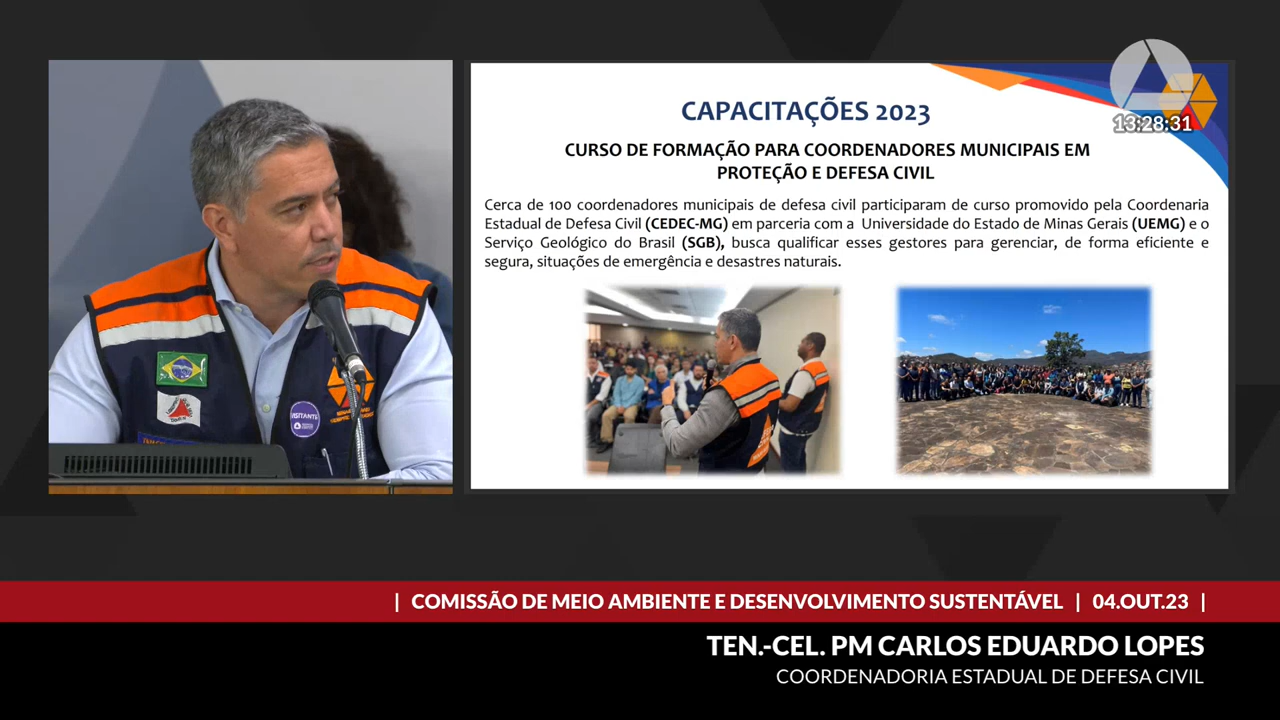 13:28:31
CAPACITAÇÕES 2023
CURSO DE FORMAÇÃO PARA COORDENADORES MUNICIPAIS EM
PROTEÇÃO E DEFESA CIVIL
Cerca de 100 coordenadores municipais de defesa civil participaram de curso promovido pela Coordenaria
Estadual de Defesa Civil (CEDEC-MG) em parceria com a Universidade do Estado de Minas Gerais (UEMG) e o
Serviço Geológico do Brasil (SGB), busca qualificar esses gestores para gerenciar, de forma eficiente e
segura, situações de emergência e desastres naturais.
VISITANTE
| COMISSÃO DE MEIO AMBIENTE E DESENVOLVIMENTO SUSTENTÁVEL | 04.OUT.23 |
TEN.-CEL. PM CARLOS EDUARDO LOPES
COORDENADORIA ESTADUAL DE DEFESA CIVIL